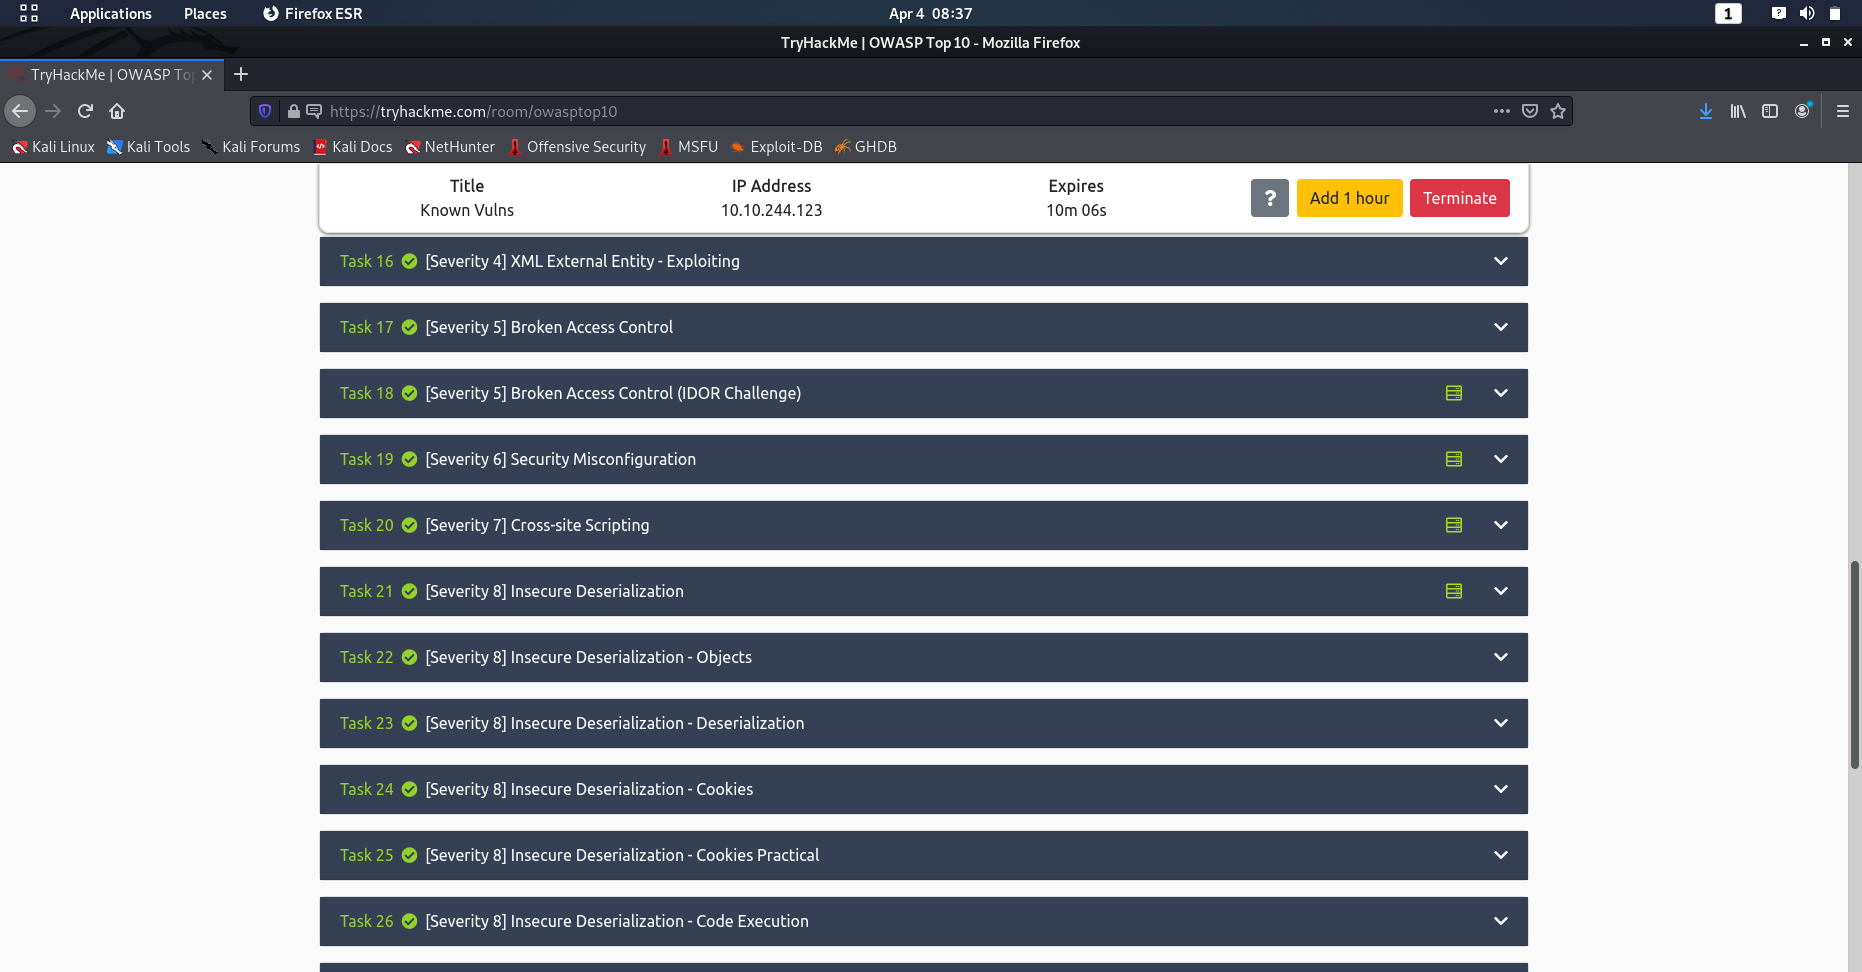 Applications Places Firefox ESR Apr 4 08:37 1
TryHackMe | OWASP Top 10 - Mozilla Firefox
TryHackMe | OWASP Top
https://tryhackme.com/room/owasptop10
Kali Linux Kali Tools Kali Forums Kali Docs NetHunter Offensive Security MSFU Exploit-DB GHDB
Title IP Address Expires
Known Vulns 10.10.244.123 10m 06s
? Add 1 hour Terminate
Task 16 [Severity 4] XML External Entity - Exploiting
Task 17 [Severity 5] Broken Access Control
Task 18 [Severity 5] Broken Access Control (IDOR Challenge)
Task 19 [Severity 6] Security Misconfiguration
Task 20 [Severity 7] Cross-site Scripting
Task 21 [Severity 8] Insecure Deserialization
Task 22 [Severity 8] Insecure Deserialization - Objects
Task 23 [Severity 8] Insecure Deserialization - Deserialization
Task 24 [Severity 8] Insecure Deserialization - Cookies
Task 25 [Severity 8] Insecure Deserialization - Cookies Practical
Task 26 [Severity 8] Insecure Deserialization - Code Execution